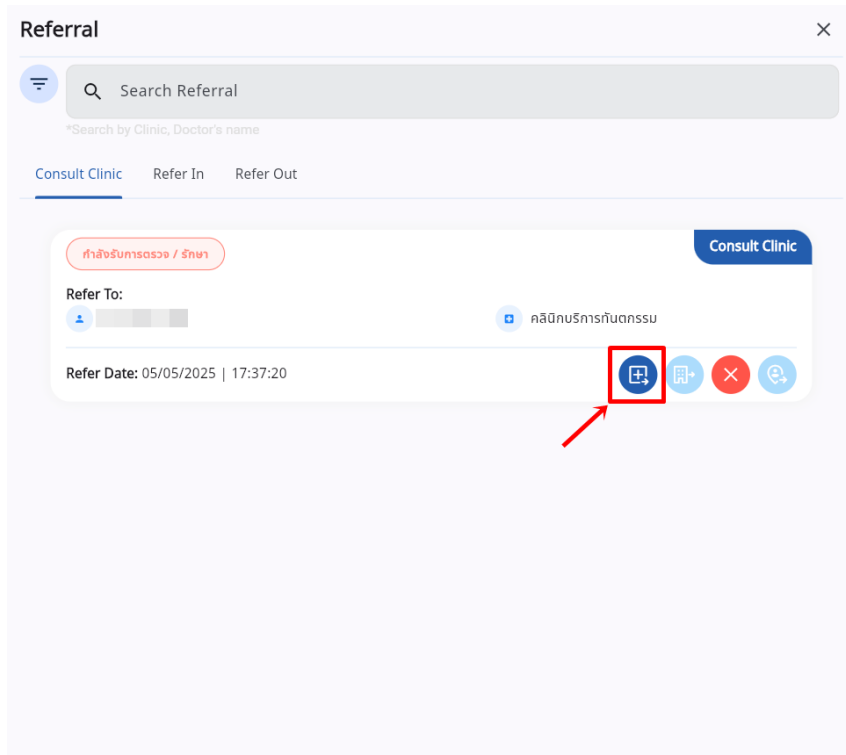 Referral
Search Referral
*Search by Clinic, Doctor's name
Consult Clinic Refer In Refer Out
Consult Clinic
กำลังรับการตรวจ / รักษา
Refer To:
คลินิกบริการทันตกรรม
Refer Date: 05/05/2025 | 17:37:20